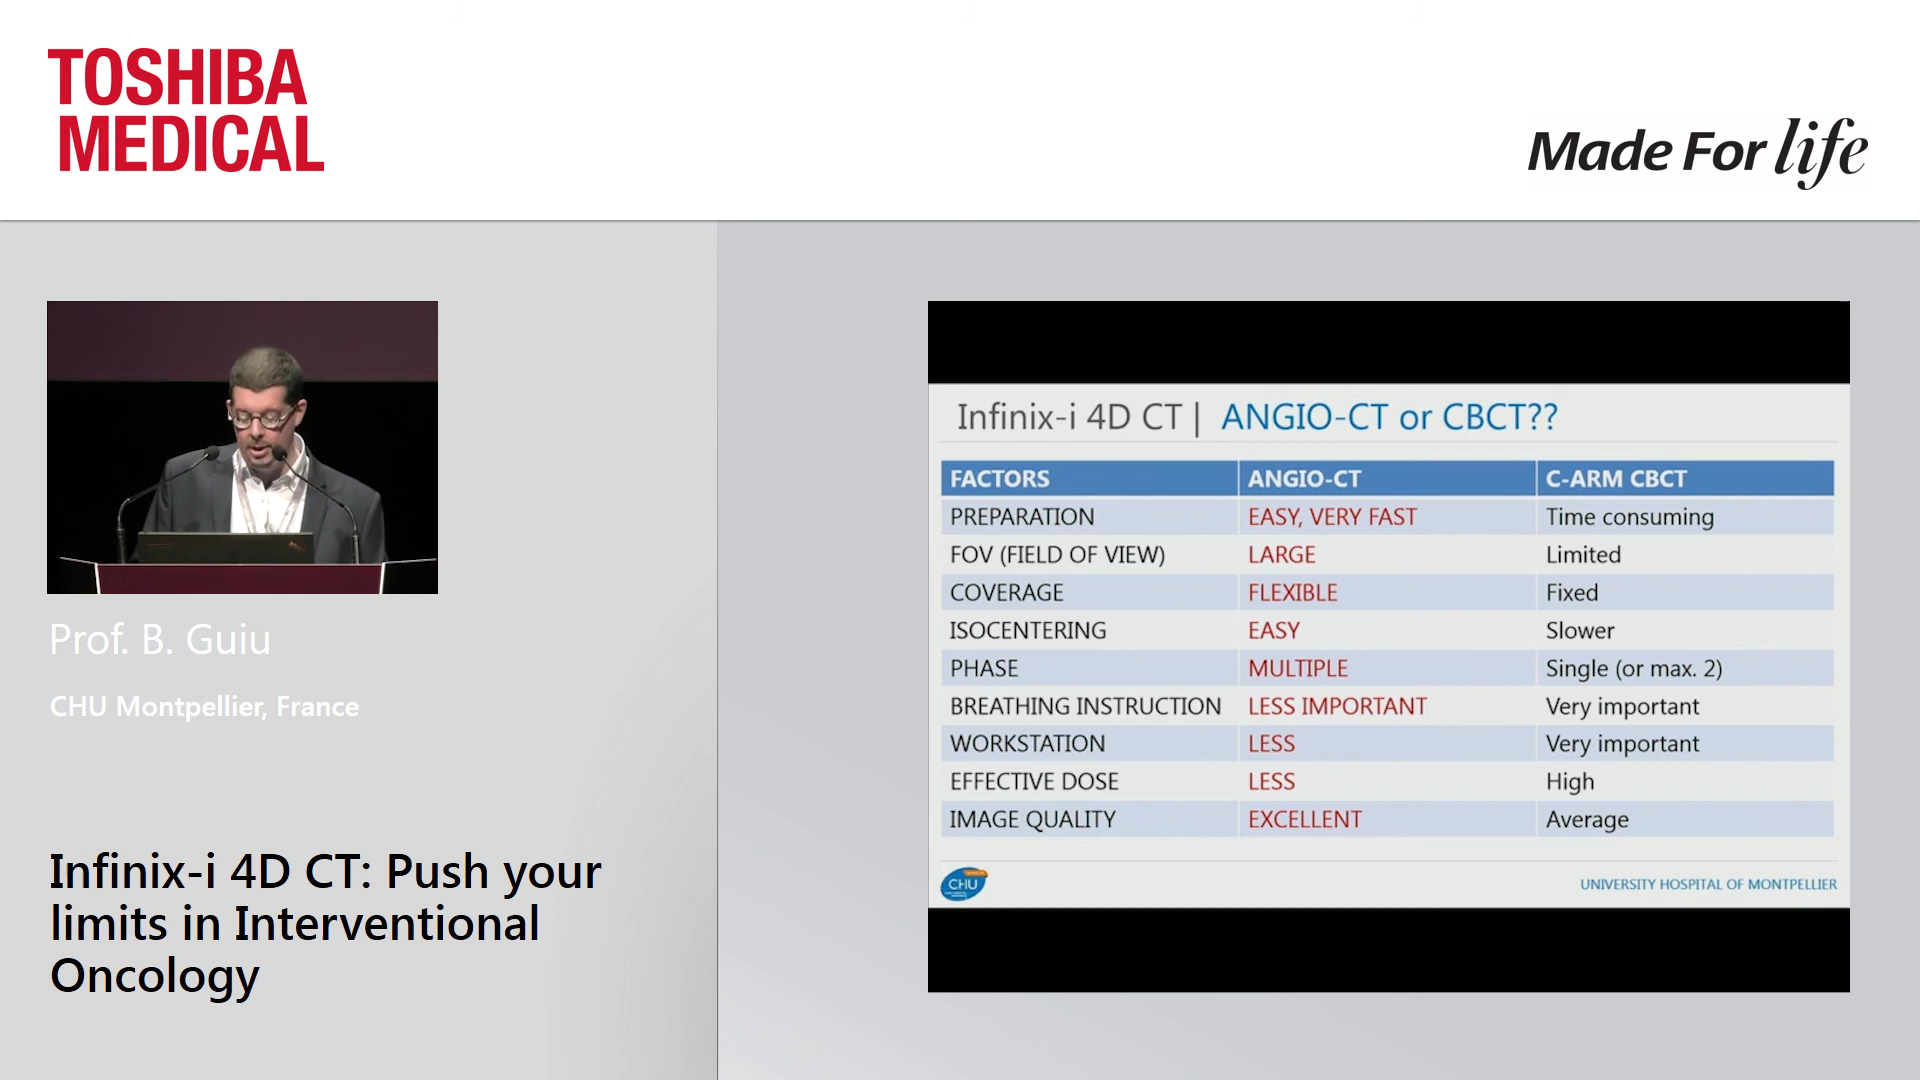 TOSHIBA
MEDICAL
Made For life
Prof. B. Guiu
CHU Montpellier, France
Infinix-i 4D CT: Push your
limits in Interventional
Oncology
Infinix-i 4D CT | ANGIO-CT or CBCT??
FACTORS ANGIO-CT C-ARM CBCT
PREPARATION EASY, VERY FAST Time consuming
FOV (FIELD OF VIEW) LARGE Limited
COVERAGE FLEXIBLE Fixed
ISOCENTERING EASY Slower
PHASE MULTIPLE Single (or max. 2)
BREATHING INSTRUCTION LESS IMPORTANT Very important
WORKSTATION LESS Very important
EFFECTIVE DOSE LESS High
IMAGE QUALITY EXCELLENT Average
CHU
UNIVERSITY HOSPITAL OF MONTPELLIER